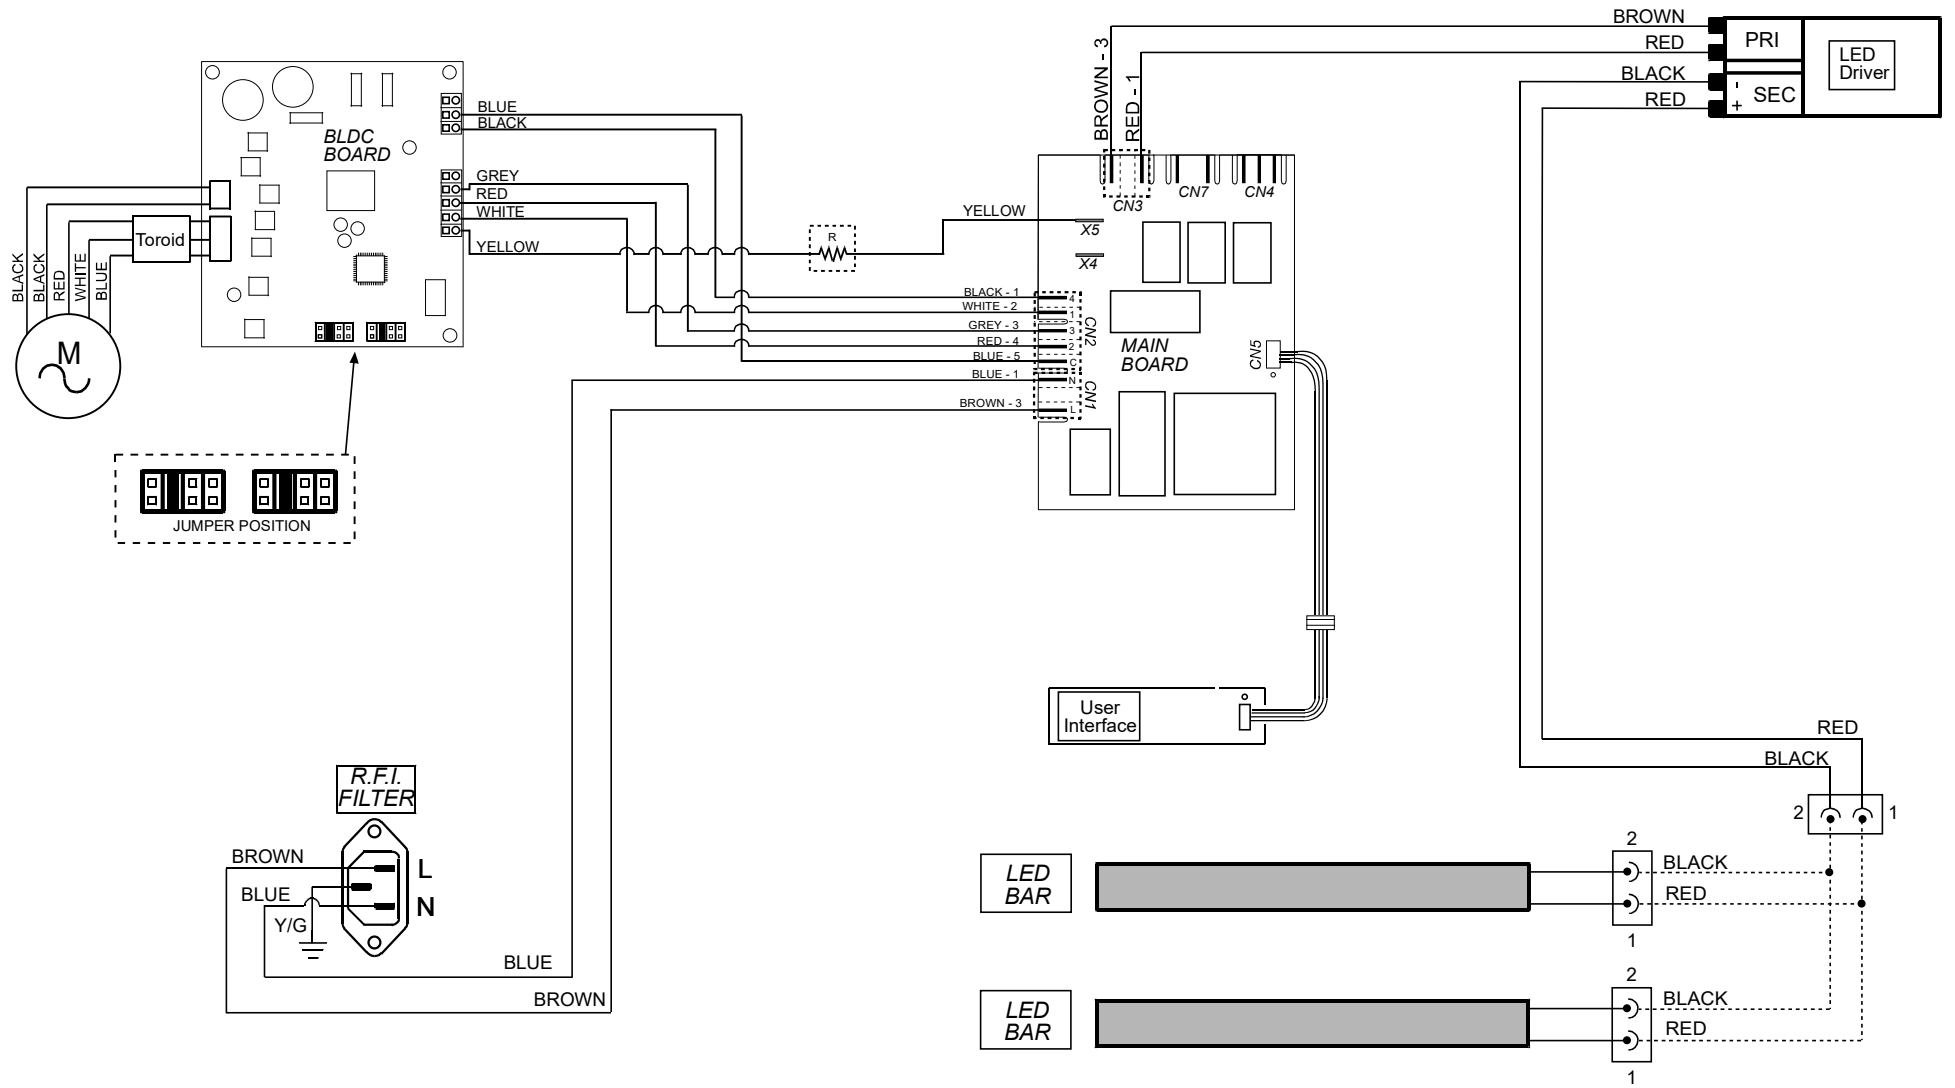 BROWN
RED
BLACK
RED
PRI
- SEC
+
LED
Driver
BROWN - 3
RED - 1
BLDC
BOARD
BLUE
BLACK
GREY
RED
WHITE
YELLOW
R
YELLOW
X5
X4
CN3
CN7
CN4
Toroid
BLACK
BLACK
RED
WHITE
BLUE
M
BLACK - 1
WHITE - 2
GREY - 3
RED - 4
BLUE - 5
BLUE - 1
BROWN - 3
4
1
3
2
C
N
L
CN2
CN1
MAIN
BOARD
CN5
JUMPER POSITION
User
Interface
R.F.I.
FILTER
BROWN
L
BLUE
N
Y/G
BLUE
BROWN
RED
BLACK
2
1
LED
BAR
2
BLACK
RED
1
LED
BAR
2
BLACK
RED
1